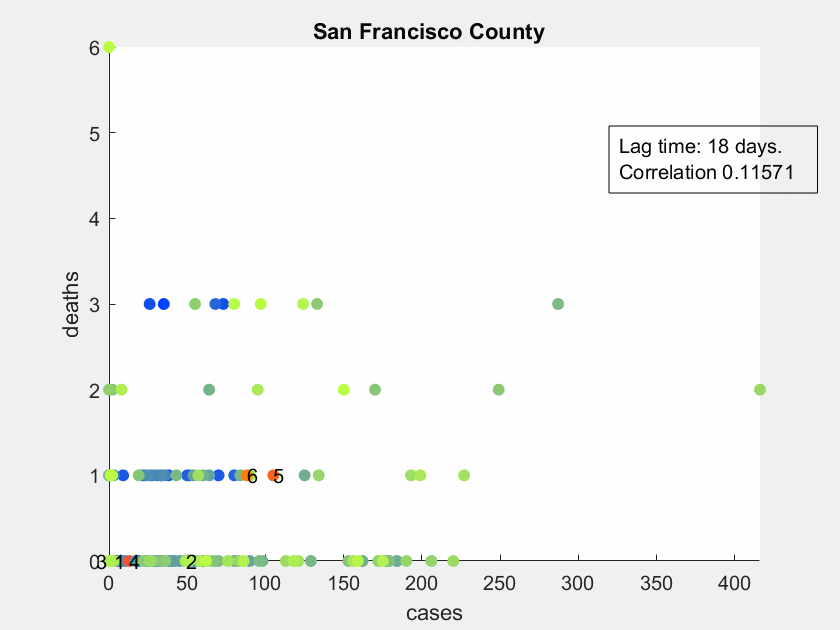 San Francisco County
6
5
4
3
2
1
0
deaths
Lag time: 18 days.
Correlation 0.11571
6 5
3 1 4 2
0 50 100 150 200 250 300 350 400
cases